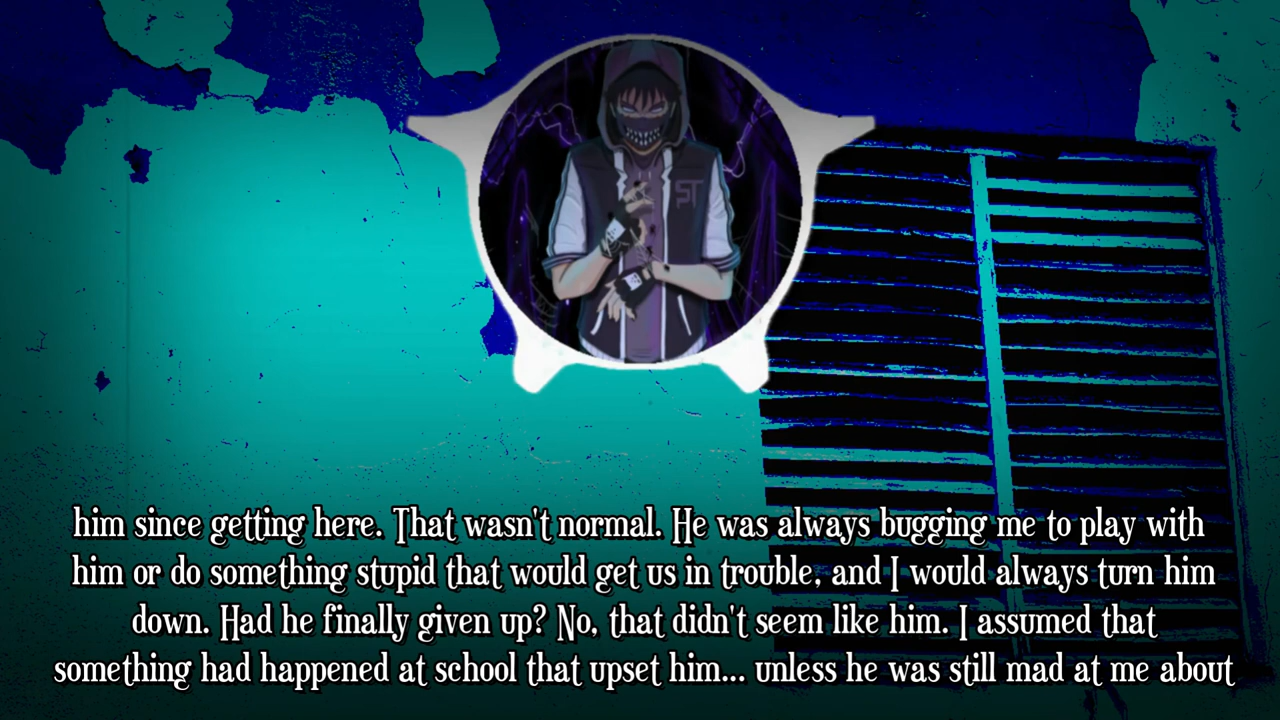 ST
him since getting here. That wasn't normal. He was always bugging me to play with
him or do something stupid that would get us in trouble, and I would always turn him
down. Had he finally given up? No, that didn't seem like him. I assumed that
something had happened at school that upset him... unless he was still mad at me about